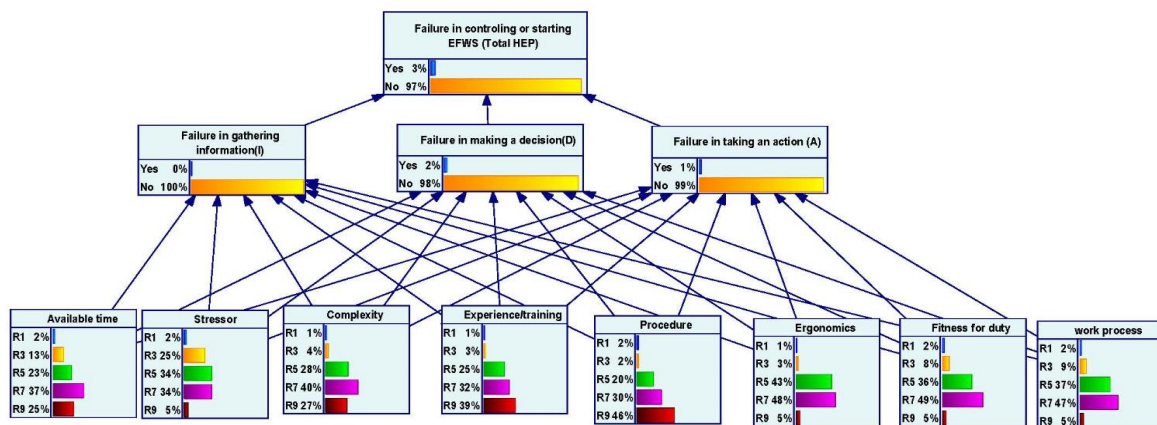 Failure in controling or starting
EFWS (Total HEP)
Yes 3%
No 97%
Failure in gathering
information(I)
Yes 0%
No 100%
Failure in making a decision(D)
Yes 2%
No 98%
Failure in taking an action (A)
Yes 1%
No 99%
Available time
R1 2%
R3 13%
R5 23%
R7 37%
R9 25%
Stressor
R1 2%
R3 25%
R5 34%
R7 34%
R9 5%
Complexity
R1 1%
R3 4%
R5 28%
R7 40%
R9 27%
Experience/training
R1 1%
R3 3%
R5 25%
R7 32%
R9 39%
Procedure
R1 2%
R3 2%
R5 20%
R7 30%
R9 46%
Ergonomics
R1 1%
R3 3%
R5 43%
R7 48%
R9 5%
Fitness for duty
R1 2%
R3 8%
R5 36%
R7 49%
R9 5%
work process
R1 2%
R3 9%
R5 37%
R7 47%
R9 5%